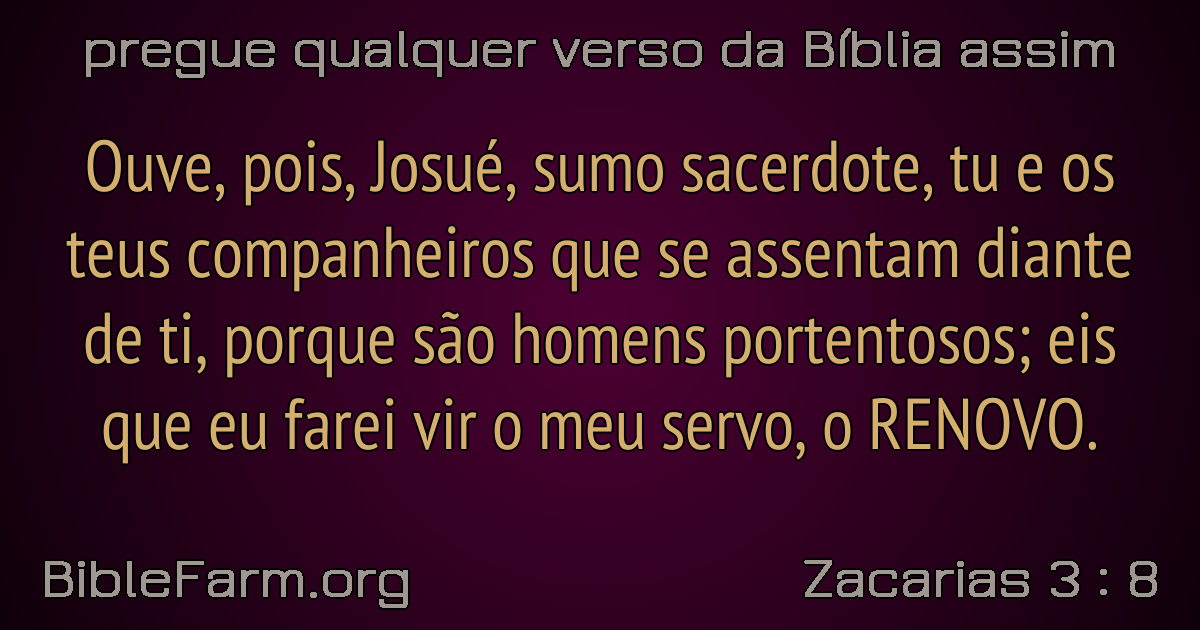 pregue qualquer verso da Bíblia assim
Ouve, pois, Josué, sumo sacerdote, tu e os
teus companheiros que se assentam diante
de ti, porque são homens portentosos; eis
que eu farei vir o meu servo, o RENOVO.
BibleFarm.org
Zacarias 3 : 8